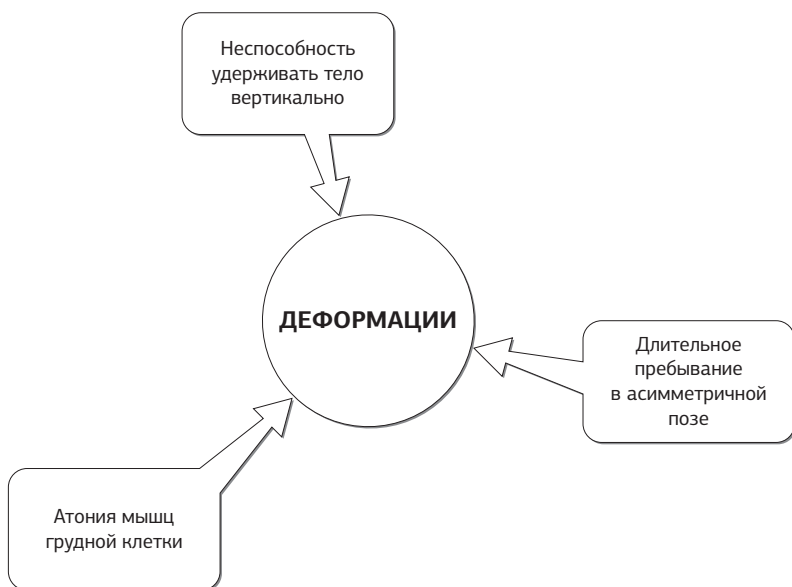 Неспособность
удерживать тело
вертикально
ДЕФОРМАЦИИ
Длительное
пребывание
в асимметричной
позе
Атония мышц
грудной клетки